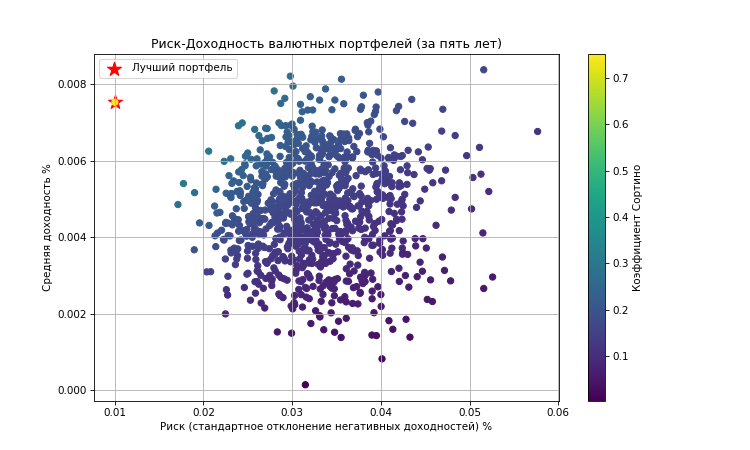 Риск-Доходность валютных портфелей (за пять лет)
Лучший портфель
Средняя доходность %
0.008
0.006
0.004
0.002
0.000
0.01 0.02 0.03 0.04 0.05 0.06
Риск (стандартное отклонение негативных доходностей) %
0.7
0.6
0.5
0.4
0.3
0.2
0.1
Коэффициент Сортино